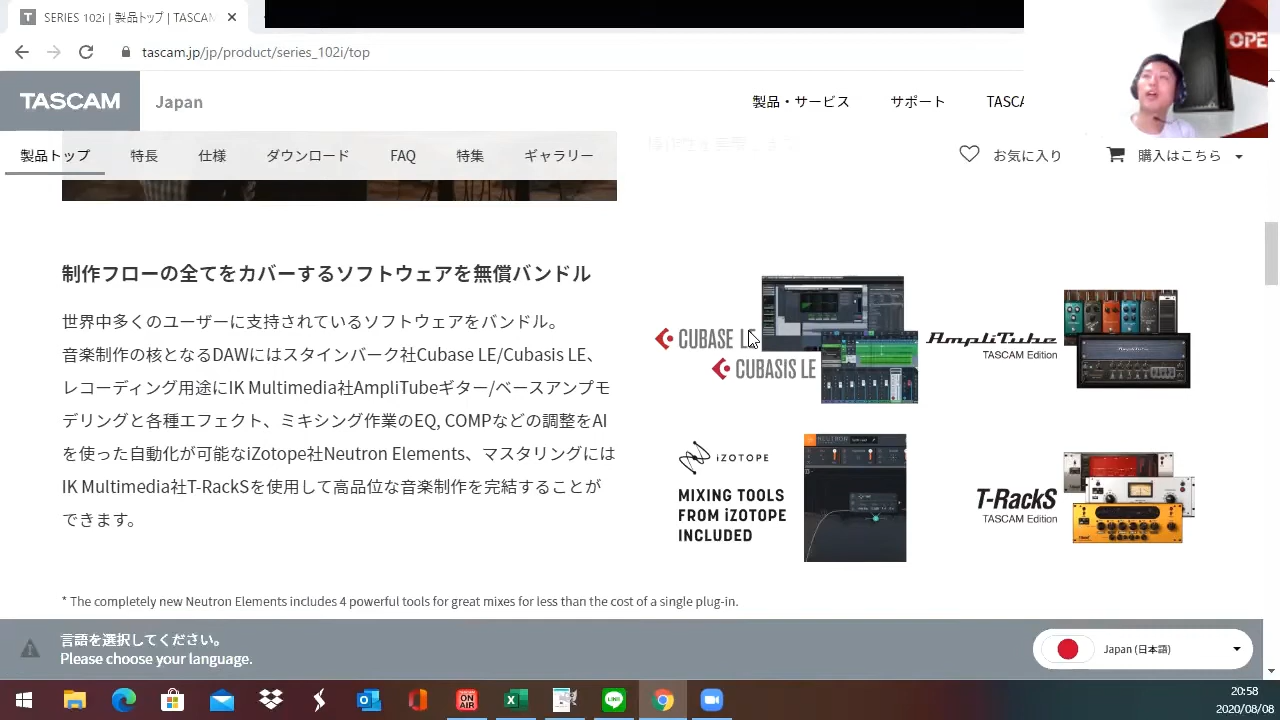 SERIES 102i | 製品トップ | TASCAM
tascam.jp/jp/product/series_102i/top
OPE
TASCAM
Japan
製品・サービス
サポート
TASCA
製品トップ
特長
仕様
ダウンロード
FAQ
特集
ギャラリー
お気に入り
購入はこちら
制作フローの全てをカバーするソフトウェアを無償バンドル
世界中多くのユーザーに支持されているソフトウェアをバンドル。
音楽制作の核となるDAWにはスタインバーク社Cubase LE/Cubasis LE、
レコーディング用途にIK Multimedia社AmpliTubeギター/ベースアンプモ
デリングと各種エフェクト、ミキシング作業のEQ, COMPなどの調整をAI
を使った自動化が可能なiZotope社Neutron Elements、マスタリングには
IK Multimedia社T-RackSを使用して高品位な音楽制作を完結することが
できます。
CUBASE LE
CUBASIS LE
AmpliTube
TASCAM Edition
iZOTOPE
MIXING TOOLS
FROM iZOTOPE
INCLUDED
NEUTRON
T-RackS
TASCAM Edition
* The completely new Neutron Elements includes 4 powerful tools for great mixes for less than the cost of a single plug-in.
言語を選択してください。
Please choose your language.
Japan (日本語)
ON AIR
LINE
20:58
2020/08/08